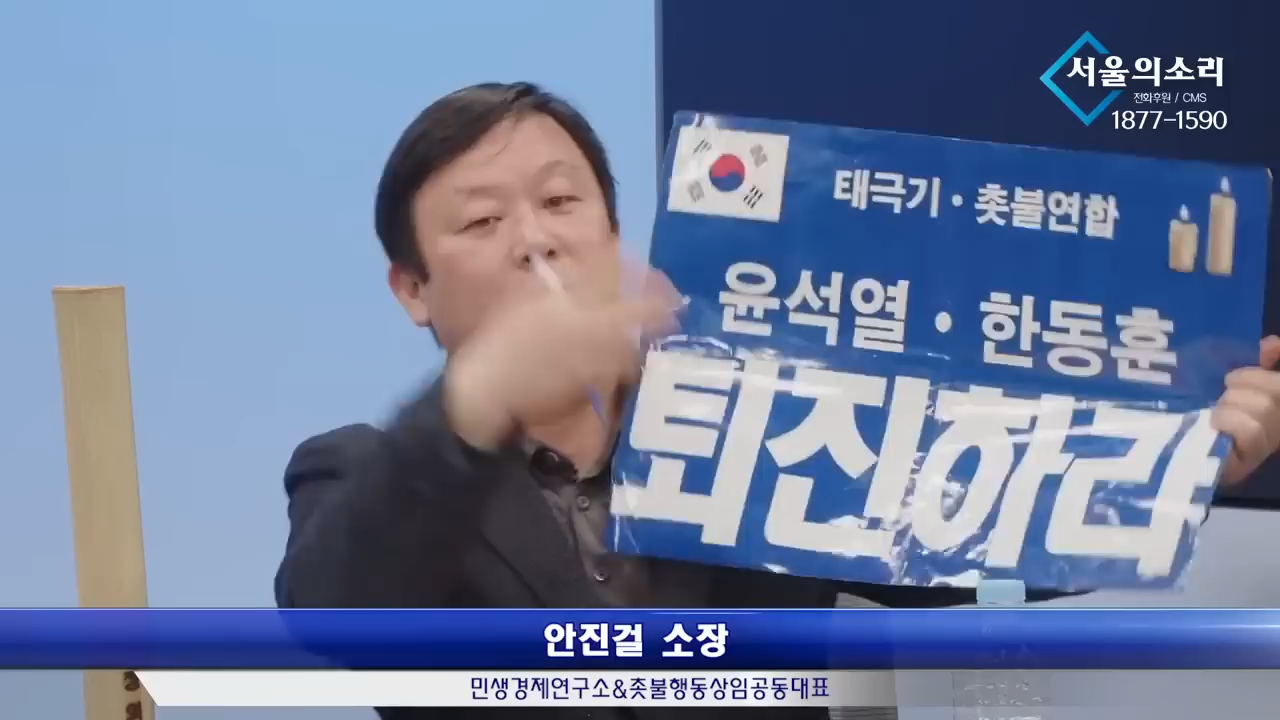 서울의소리
전화후원 / CMS
1877-1590
태극기·촛불연합
윤석열·한동훈
퇴진하라
안진걸 소장
민생경제연구소&촛불행동상임공동대표